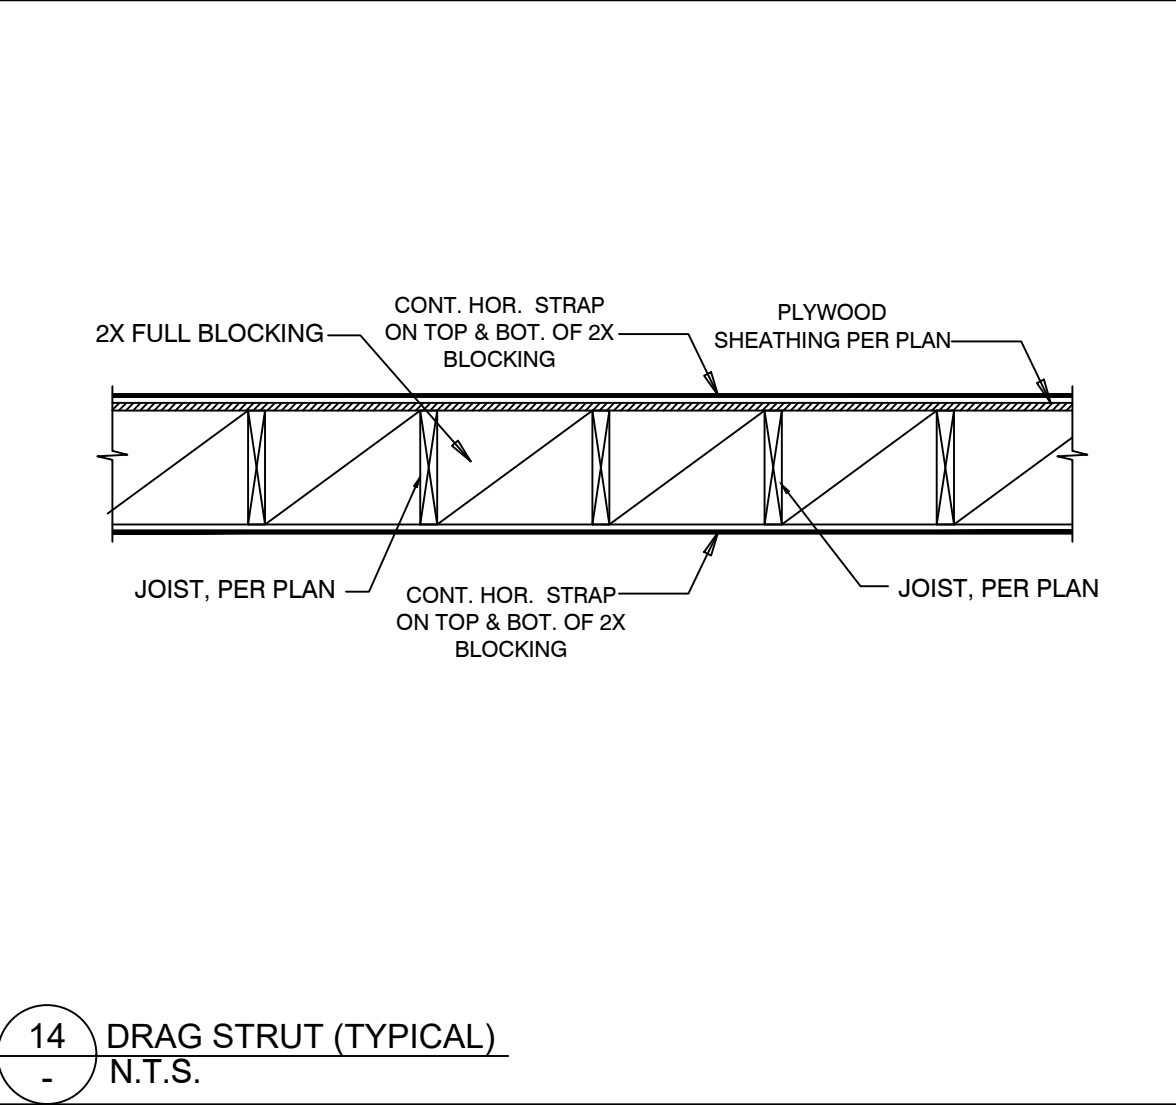 CONT. HOR. STRAP
ON TOP & BOT. OF 2X
BLOCKING
2X FULL BLOCKING
PLYWOOD
SHEATHING PER PLAN
JOIST, PER PLAN
CONT. HOR. STRAP
ON TOP & BOT. OF 2X
BLOCKING
JOIST, PER PLAN
14
-
DRAG STRUT (TYPICAL)
N.T.S.